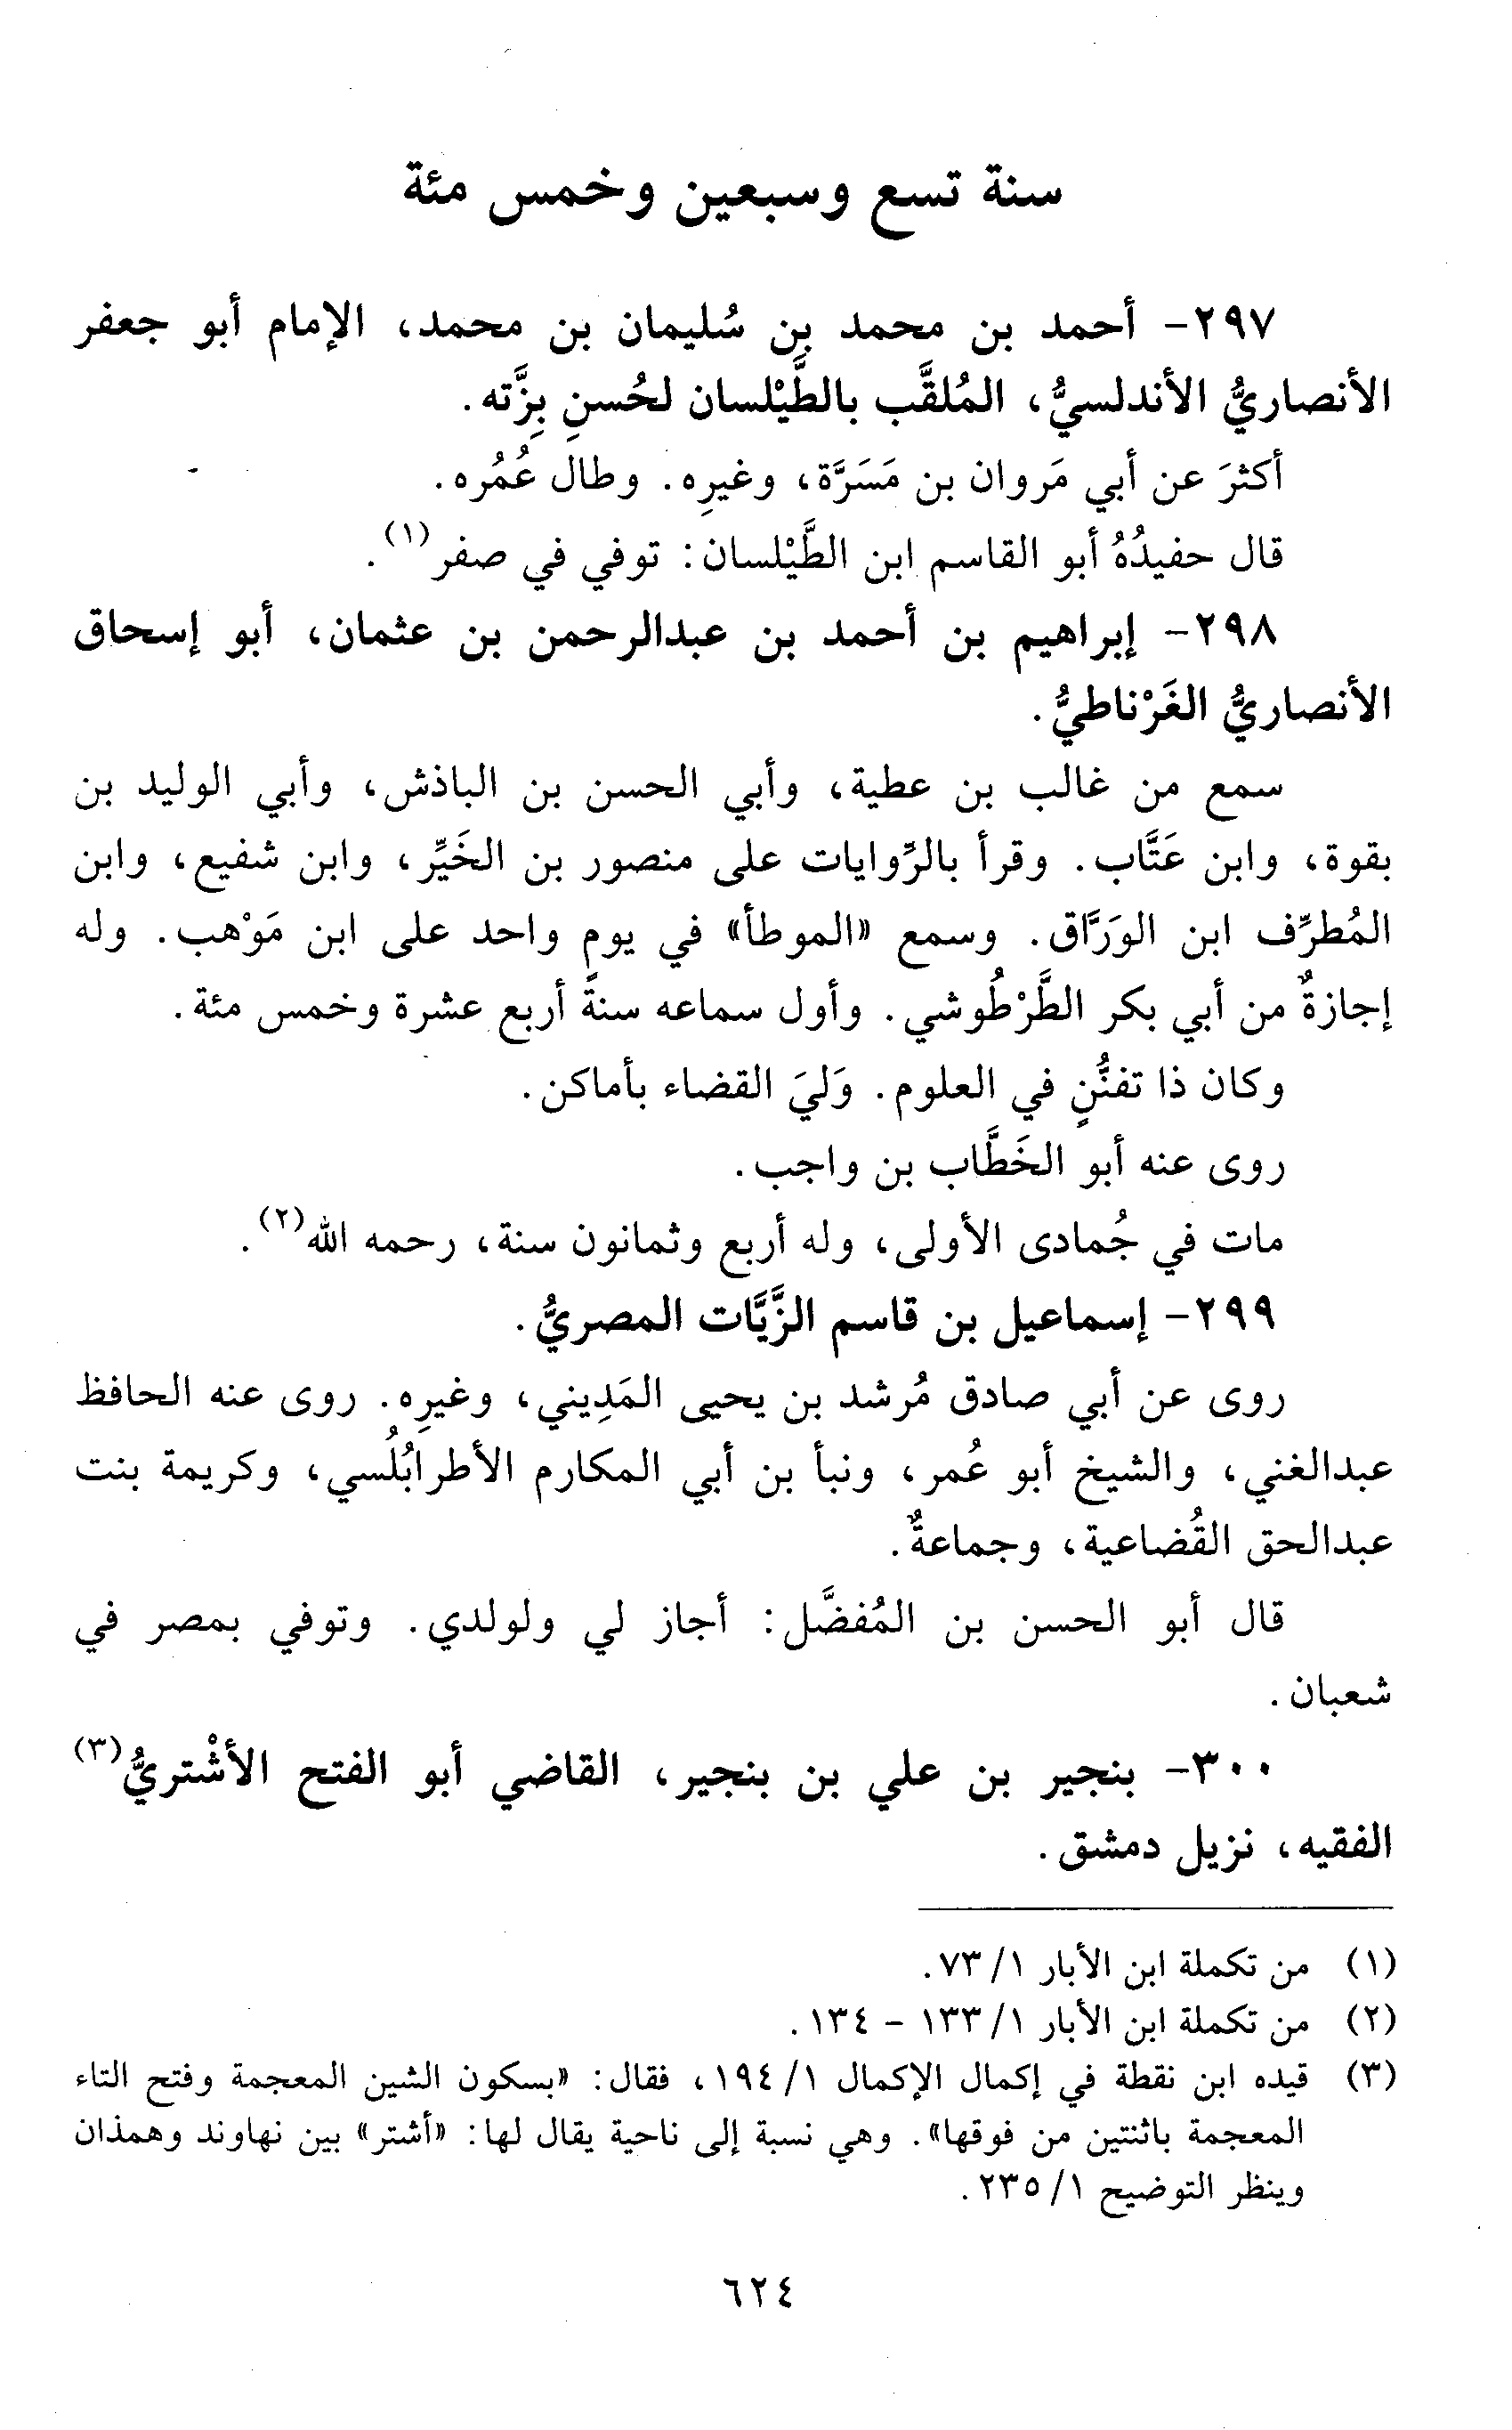 سنة تسع وسبعين وخمس مئة
٢٩٧- أحمد بن محمد بن سُليمان بن محمد، الإمام أبو جعفر
الأنصاريُّ الأندلسيُّ، المُلقَّب بالطَّيْلسان لحُسنِ بِزَّته.
أكثرَ عن أبي مَروان بن مَسَرَّة، وغيرِه. وطال عُمُره.
قال حفيدُهُ أبو القاسم ابن الطَّيْلسان: توفي في صفر(١).
٢٩٨- إبراهيم بن أحمد بن عبدالرحمن بن عثمان، أبو إسحاق
الأنصاريُّ الغَرْناطيُّ.
سمع من غالب بن عطية، وأبي الحسن بن الباذش، وأبي الوليد بن
بقوة، وابن عَتَّاب. وقرأ بالرِّوايات على منصور بن الخَيِّر، وابن شفيع، وابن
المُطرِّف ابن الورَّاق. وسمع «الموطأ» في يوم واحد على ابن مَوْهب. وله
إجازةٌ من أبي بكر الطَّرْطُوشي. وأول سماعه سنةَ أربع عشرة وخمس مئة.
وكان ذا تفنُّنٍ في العلوم. وَليَ القضاء بأماكن.
روى عنه أبو الخَطَّاب بن واجب.
مات في جُمادى الأولى، وله أربع وثمانون سنة، رحمه الله(٢).
٢٩٩- إسماعيل بن قاسم الزَّيَّات المصريُّ.
روى عن أبي صادق مُرشد بن يحيى المَدِيني، وغيرِه. روى عنه الحافظ
عبدالغني، والشيخ أبو عُمر، ونبأ بن أبي المكارم الأطرابُلُسي، وكريمة بنت
عبدالحق القُضاعية، وجماعةٌ.
قال أبو الحسن بن المُفضَّل: أجاز لي ولولدي. وتوفي بمصر في
شعبان.
٣٠٠- بنجير بن علي بن بنجير، القاضي أبو الفتح الأشْتريُّ(٣)
الفقيه، نزيل دمشق.
(١) من تكملة ابن الأبار ١/ ٧٣.
(٢) من تكملة ابن الأبار ١/ ١٣٣ - ١٣٤.
(٣) قيده ابن نقطة في إكمال الإكمال ١/ ١٩٤، فقال: «بسكون الشين المعجمة وفتح التاء
المعجمة باثنتين من فوقها». وهي نسبة إلى ناحية يقال لها: «أشتر» بين نهاوند وهمذان
وينظر التوضيح ١/ ٢٣٥.
٦٢٤